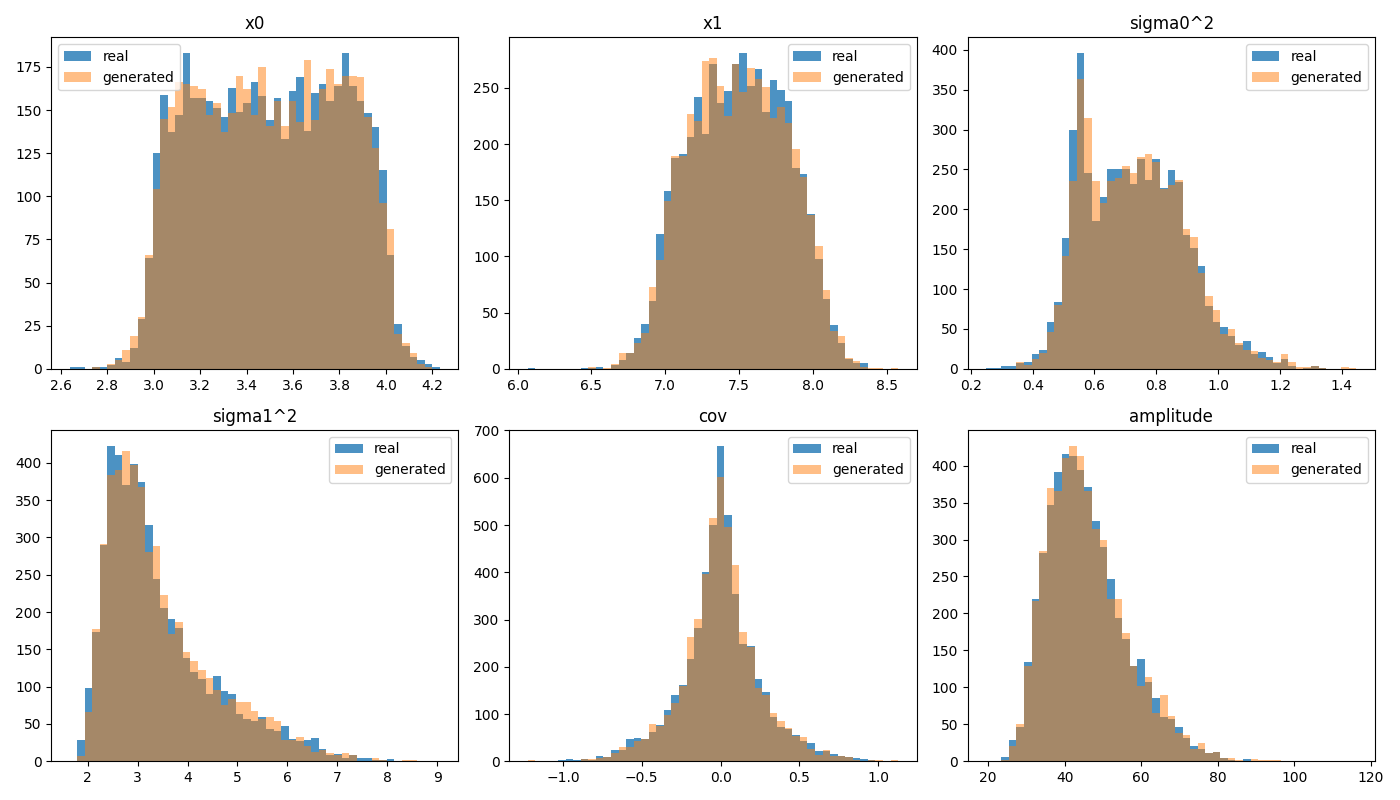 x0
real
generated
175
150
125
100
75
50
25
0
2.6 2.8 3.0 3.2 3.4 3.6 3.8 4.0 4.2
x1
real
generated
250
200
150
100
50
0
6.0 6.5 7.0 7.5 8.0 8.5
sigma0^2
real
generated
400
350
300
250
200
150
100
50
0
0.2 0.4 0.6 0.8 1.0 1.2 1.4
sigma1^2
real
generated
400
350
300
250
200
150
100
50
0
2 3 4 5 6 7 8 9
cov
real
generated
700
600
500
400
300
200
100
0
−1.0 −0.5 0.0 0.5 1.0
amplitude
real
generated
400
350
300
250
200
150
100
50
0
20 40 60 80 100 120